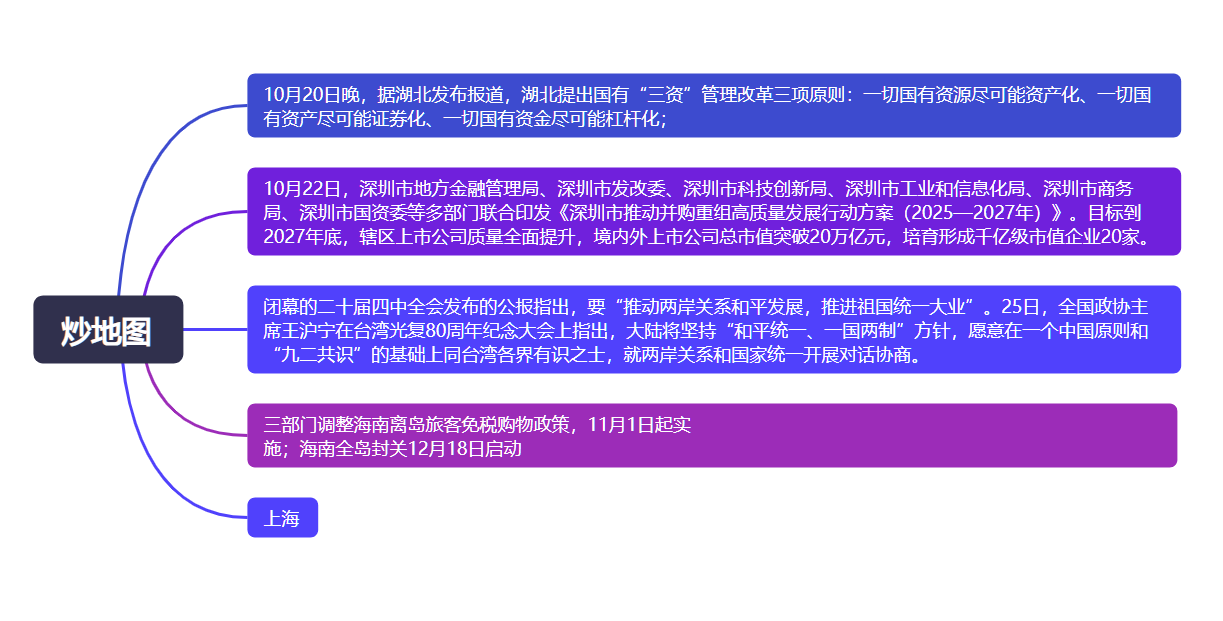 炒地图
10月20日晚，据湖北发布报道，湖北提出国有“三资”管理改革三项原则：一切国有资源尽可能资产化、一切国
有资产尽可能证券化、一切国有资金尽可能杠杆化；
10月22日，深圳市地方金融管理局、深圳市发改委、深圳市科技创新局、深圳市工业和信息化局、深圳市商务
局、深圳市国资委等多部门联合印发《深圳市推动并购重组高质量发展行动方案（2025—2027年）》。目标到
2027年底，辖区上市公司质量全面提升，境内外上市公司总市值突破20万亿元，培育形成千亿级市值企业20家。
闭幕的二十届四中全会发布的公报指出，要“推动两岸关系和平发展，推进祖国统一大业”。25日，全国政协主
席王沪宁在台湾光复80周年纪念大会上指出，大陆将坚持“和平统一、一国两制”方针，愿意在一个中国原则和
“九二共识”的基础上同台湾各界有识之士，就两岸关系和国家统一开展对话协商。
三部门调整海南离岛旅客免税购物政策，11月1日起实
施；海南全岛封关12月18日启动
上海